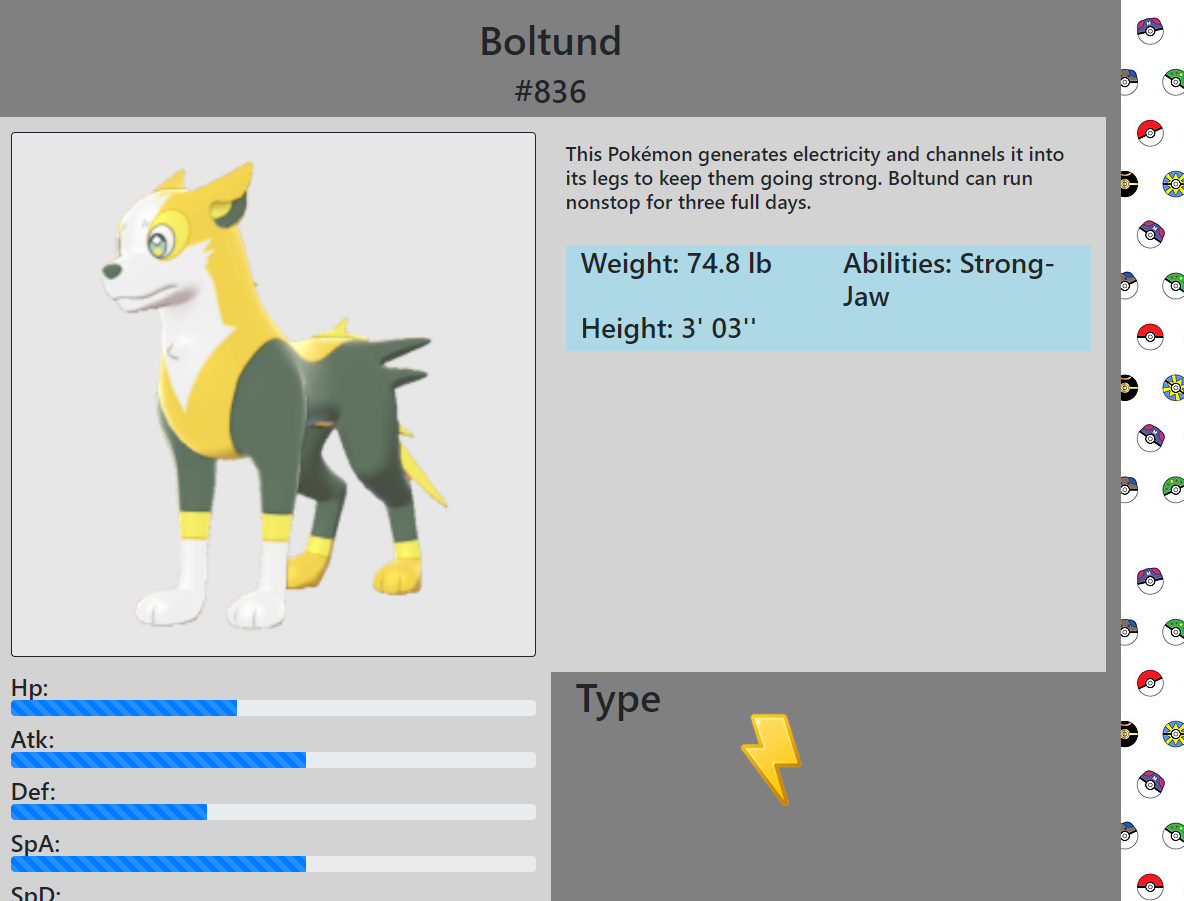 Boltund
#836
This Pokémon generates electricity and channels it into
its legs to keep them going strong. Boltund can run
nonstop for three full days.
Weight: 74.8 lb
Abilities: Strong-
Jaw
Height: 3' 03''
Hp:
Atk:
Def:
SpA:
SpD:
Type